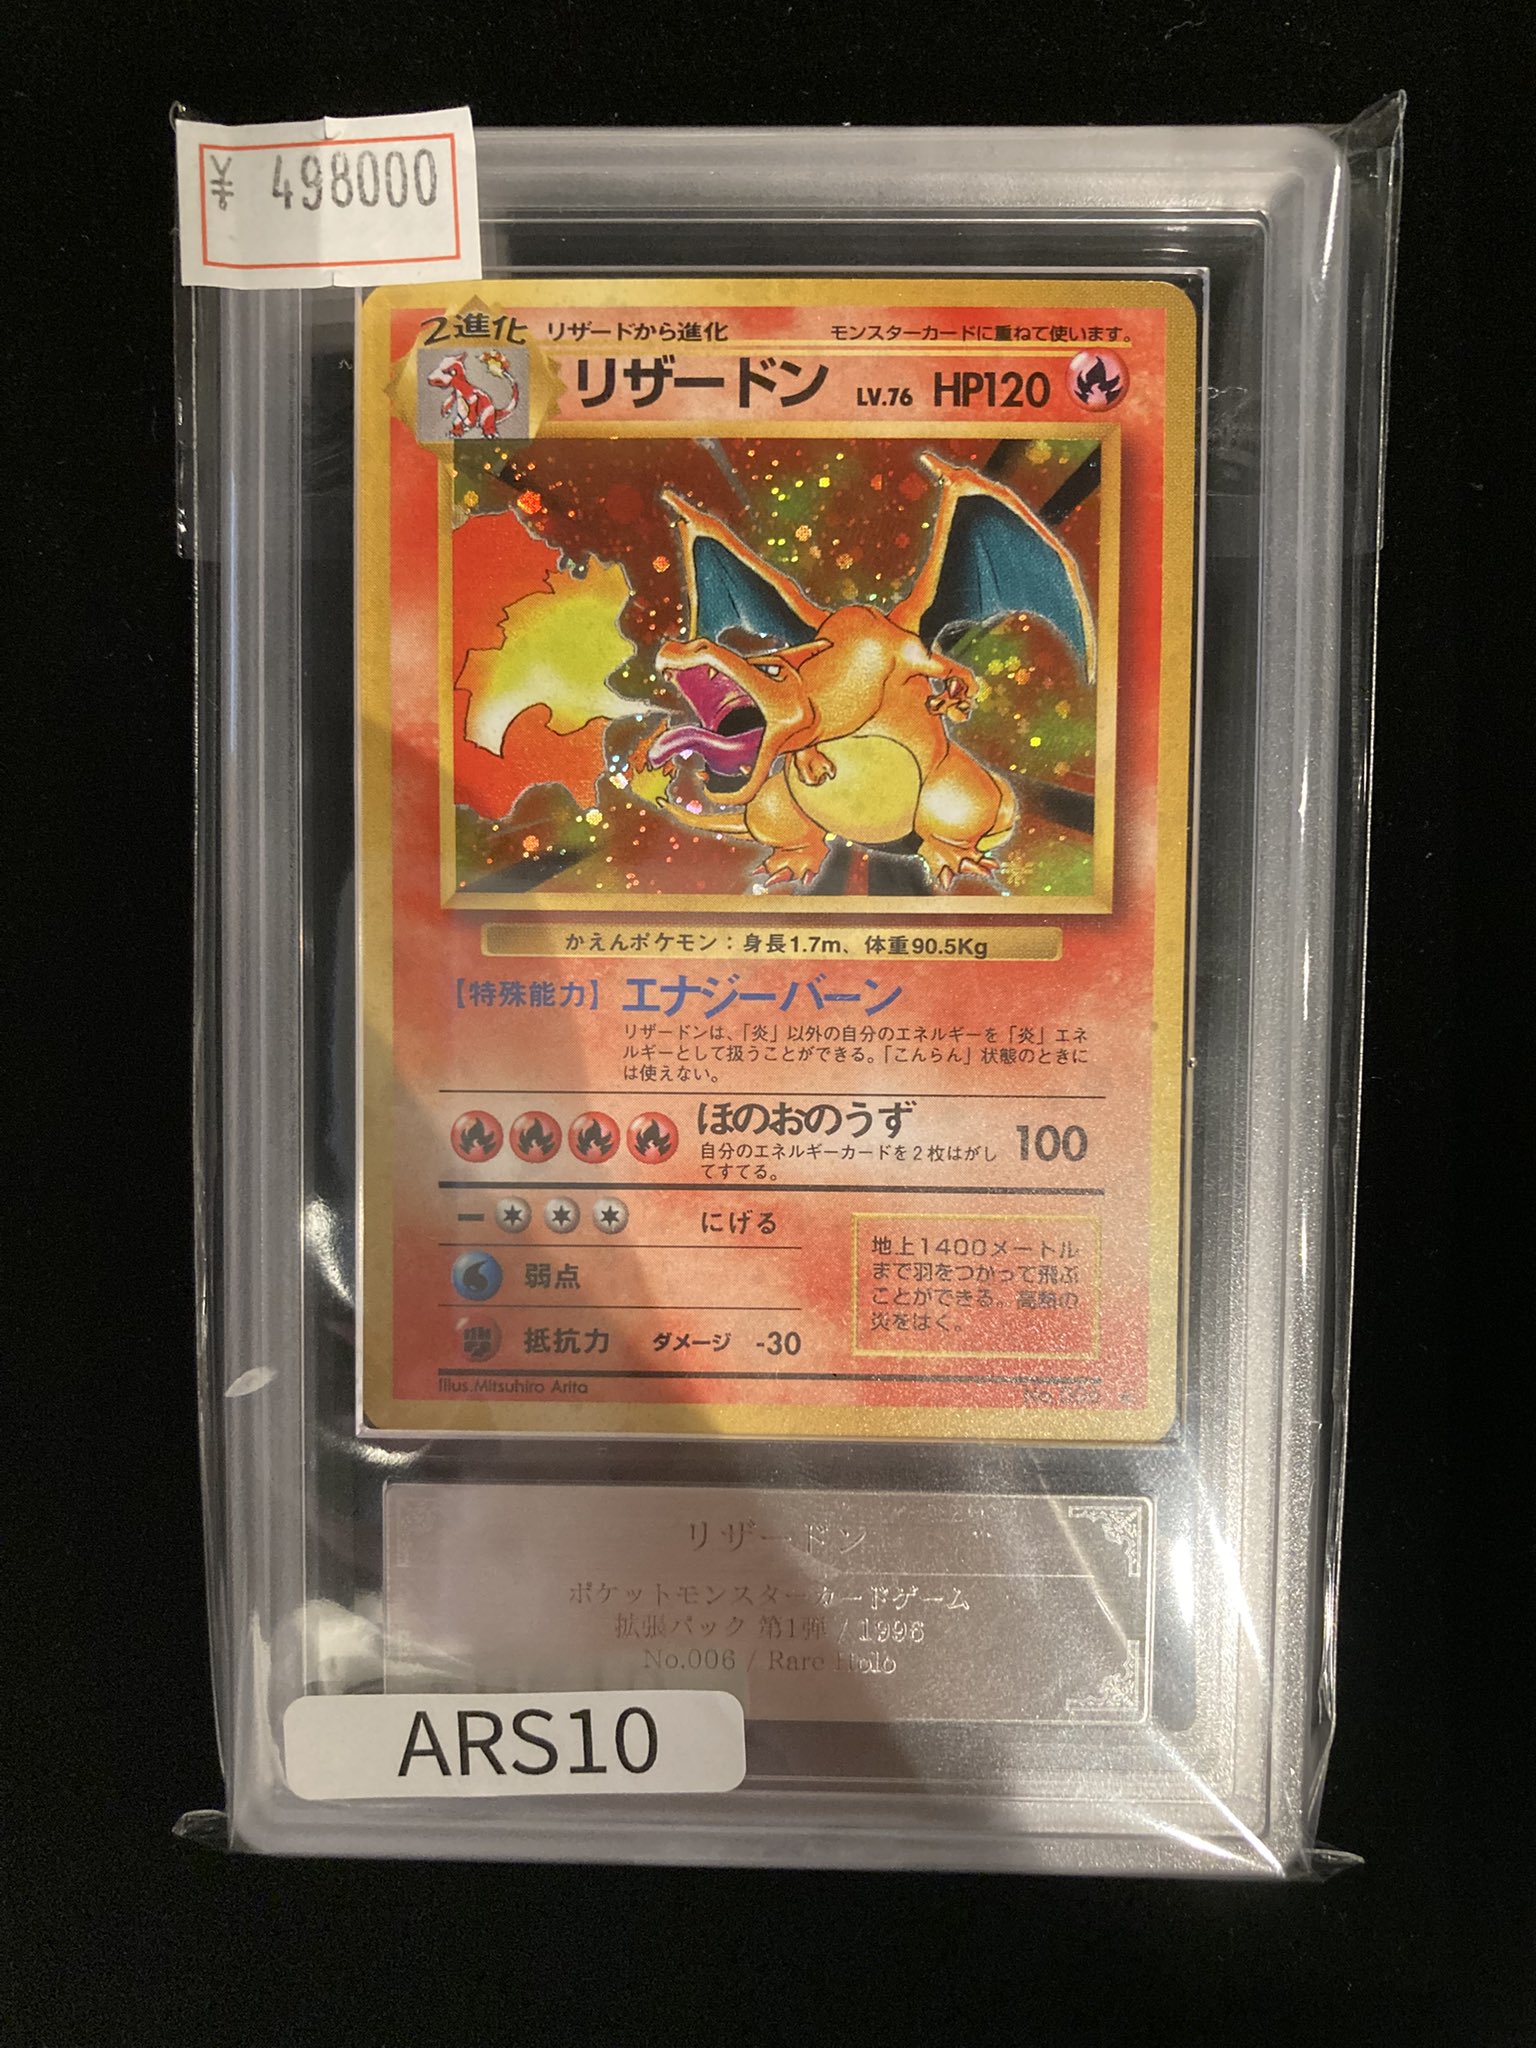 ¥ 498000
2進化 リザードから進化 モンスターカードに重ねて使います。
リザードン LV.76 HP120
かえんポケモン：身長1.7m、体重90.5Kg
【特殊能力】エナジーバーン
リザードンは、「炎」以外の自分のエネルギーを「炎」エネ
ルギーとして扱うことができる。「こんらん」状態のときに
は使えない。
ほのおのうず 100
自分のエネルギーカードを2枚はがし
てすてる。
にげる
弱点
抵抗力 ダメージ -30
地上1400メートル
まで羽をつかって飛ぶ
ことができる。高熱の
炎をはく。
Illus.Mitsuhiro Arita
No.006
リザードン
ポケットモンスターカードゲーム
拡張パック 第1弾 / 1996
No.006 / Rare Holo
ARS10